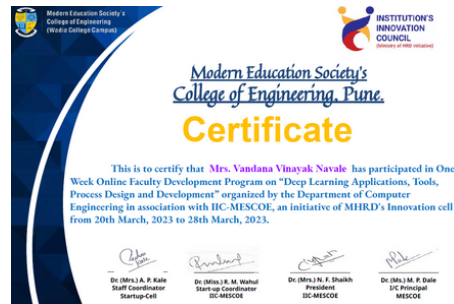 Modern Education Society's
College of Engineering
(Wadia College Campus)
INSTITUTION'S
INNOVATION
COUNCIL
(Ministry of HRD Initiative)
Modern Education Society's
College of Engineering, Pune.
Certificate
This is to certify that Mrs. Vandana Vinayak Navale has participated in One
Week Online Faculty Development Program on “Deep Learning Applications, Tools,
Process Design and Development” organized by the Department of Computer
Engineering in association with IIC-MESCOE, an initiative of MHRD's Innovation cell
from 20th March, 2023 to 28th March, 2023.
Dr. (Mrs.) A. P. Kale
Staff Coordinator
Startup-Cell
Dr. (Miss.) R. M. Wahul
Start-up Coordinator
IIC-MESCOE
Dr. (Mrs.) N. F. Shaikh
President
IIC-MESCOE
Dr. (Ms.) M. P. Dale
I/C Principal
MESCOE